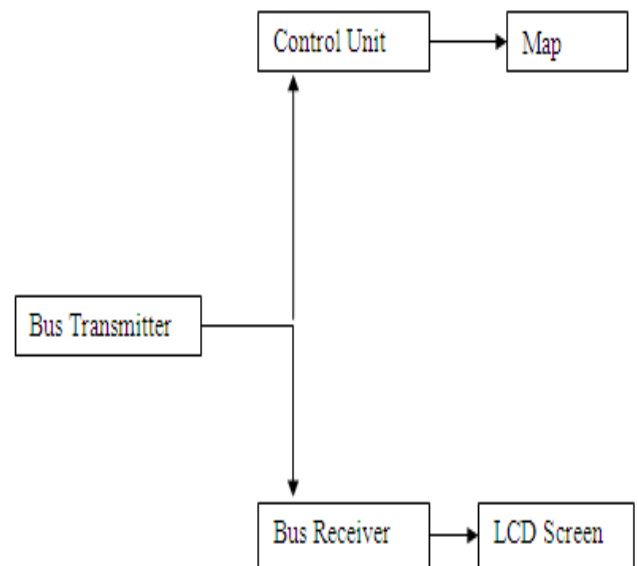 Control Unit
Map
Bus Transmitter
Bus Receiver
LCD Screen